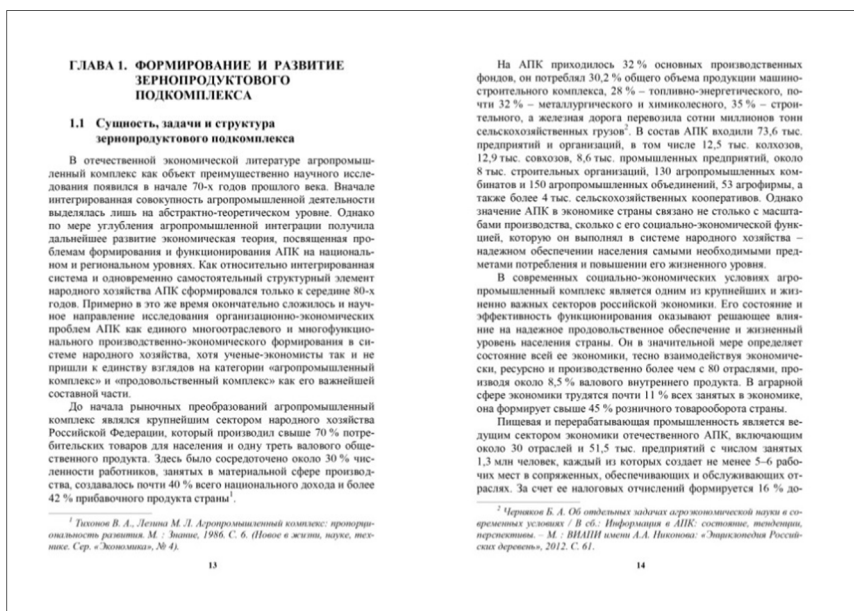 ГЛАВА 1. ФОРМИРОВАНИЕ И РАЗВИТИЕ
ЗЕРНОПРОДУКТОВОГО
ПОДКОМПЛЕКСА
1.1 Сущность, задачи и структура
зернопродуктового подкомплекса
В отечественной экономической литературе агропромыш-
ленный комплекс как объект преимущественно научного иссле-
дования появился в начале 70-х годов прошлого века. Вначале
интегрированная совокупность агропромышленной деятельности
выделялась лишь на абстрактно-теоретическом уровне. Однако
по мере углубления агропромышленной интеграции получила
дальнейшее развитие экономическая теория, посвященная про-
блемам формирования и функционирования АПК на националь-
ном и региональном уровнях. Как относительно интегрированная
система и одновременно самостоятельный структурный элемент
народного хозяйства АПК сформировался только к середине 80-х
годов. Примерно в это же время окончательно сложилось и науч-
ное направление исследования организационно-экономических
проблем АПК как единого многоотраслевого и многофункцио-
нального производственно-экономического формирования в си-
стеме народного хозяйства, хотя ученые-экономисты так и не
пришли к единству взглядов на категории «агропромышленный
комплекс» и «продовольственный комплекс» как его важнейшей
составной части.
До начала рыночных преобразований агропромышленный
комплекс являлся крупнейшим сектором народного хозяйства
Российской Федерации, который производил свыше 70 % потре-
бительских товаров для населения и одну треть валового обще-
ственного продукта. Здесь было сосредоточено около 30 % чис-
ленности работников, занятых в материальной сфере производ-
ства, создавалось почти 40 % всего национального дохода и более
42 % прибавочного продукта страны¹.
¹ Тихонов В. А., Лезина М. Л. Агропромышленный комплекс: пропорци-
ональность развития. М. : Знание, 1986. С. 6. (Новое в жизни, науке, тех-
нике. Сер. «Экономика», № 4).
13
На АПК приходилось 32 % основных производственных
фондов, он потреблял 30,2 % общего объема продукции машино-
строительного комплекса, 28 % – топливно-энергетического, по-
чти 32 % – металлургического и химиколесного, 35 % – строи-
тельного, а железная дорога перевозила сотни миллионов тонн
сельскохозяйственных грузов². В состав АПК входили 73,6 тыс.
предприятий и организаций, в том числе 12,5 тыс. колхозов,
12,9 тыс. совхозов, 8,6 тыс. промышленных предприятий, около
8 тыс. строительных организаций, 130 агропромышленных ком-
бинатов и 150 агропромышленных объединений, 53 агрофирмы, а
также более 4 тыс. сельскохозяйственных кооперативов. Однако
значение АПК в экономике страны связано не столько с масшта-
бами производства, сколько с его социально-экономической функ-
цией, которую он выполнял в системе народного хозяйства –
надежном обеспечении населения самыми необходимыми пред-
метами потребления и повышении его жизненного уровня.
В современных социально-экономических условиях агро-
промышленный комплекс является одним из крупнейших и жиз-
ненно важных секторов российской экономики. Его состояние и
эффективность функционирования оказывают решающее влия-
ние на надежное продовольственное обеспечение и жизненный
уровень населения страны. Он в значительной мере определяет
состояние всей ее экономики, тесно взаимодействуя экономиче-
ски, ресурсно и производственно более чем с 80 отраслями, про-
изводя около 8,5 % валового внутреннего продукта. В аграрной
сфере экономики трудятся почти 11 % всех занятых в экономике,
она формирует свыше 45 % розничного товарооборота страны.
Пищевая и перерабатывающая промышленность является ве-
дущим сектором экономики отечественного АПК, включающим
около 30 отраслей и 51,5 тыс. предприятий с числом занятых
1,3 млн человек, каждый из которых создает не менее 5–6 рабо-
чих мест в сопряженных, обеспечивающих и обслуживающих от-
раслях. За счет ее налоговых отчислений формируется 16 % до-
² Черняков Б. А. Об отдельных задачах агроэкономической науки в со-
временных условиях / В сб.: Информация в АПК: состояние, тенденции,
перспективы. – М. : ВИАПИ имени А.А. Никонова: «Энциклопедия Россий-
ских деревень», 2012. С. 61.
14